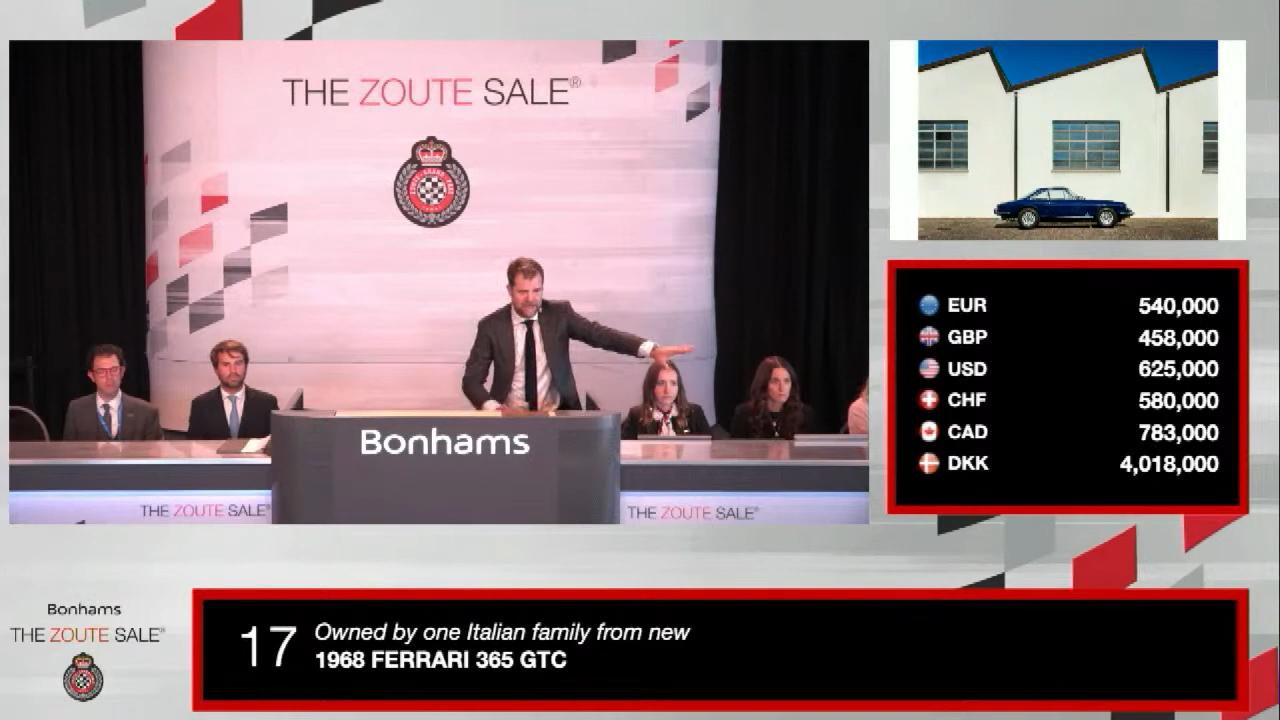 THE ZOUTE SALE®
Bonhams
THE ZOUTE SALE®
THE ZOUTE SALE®
EUR 540,000
GBP 458,000
USD 625,000
CHF 580,000
CAD 783,000
DKK 4,018,000
Bonhams
THE ZOUTE SALE®
17
Owned by one Italian family from new
1968 FERRARI 365 GTC